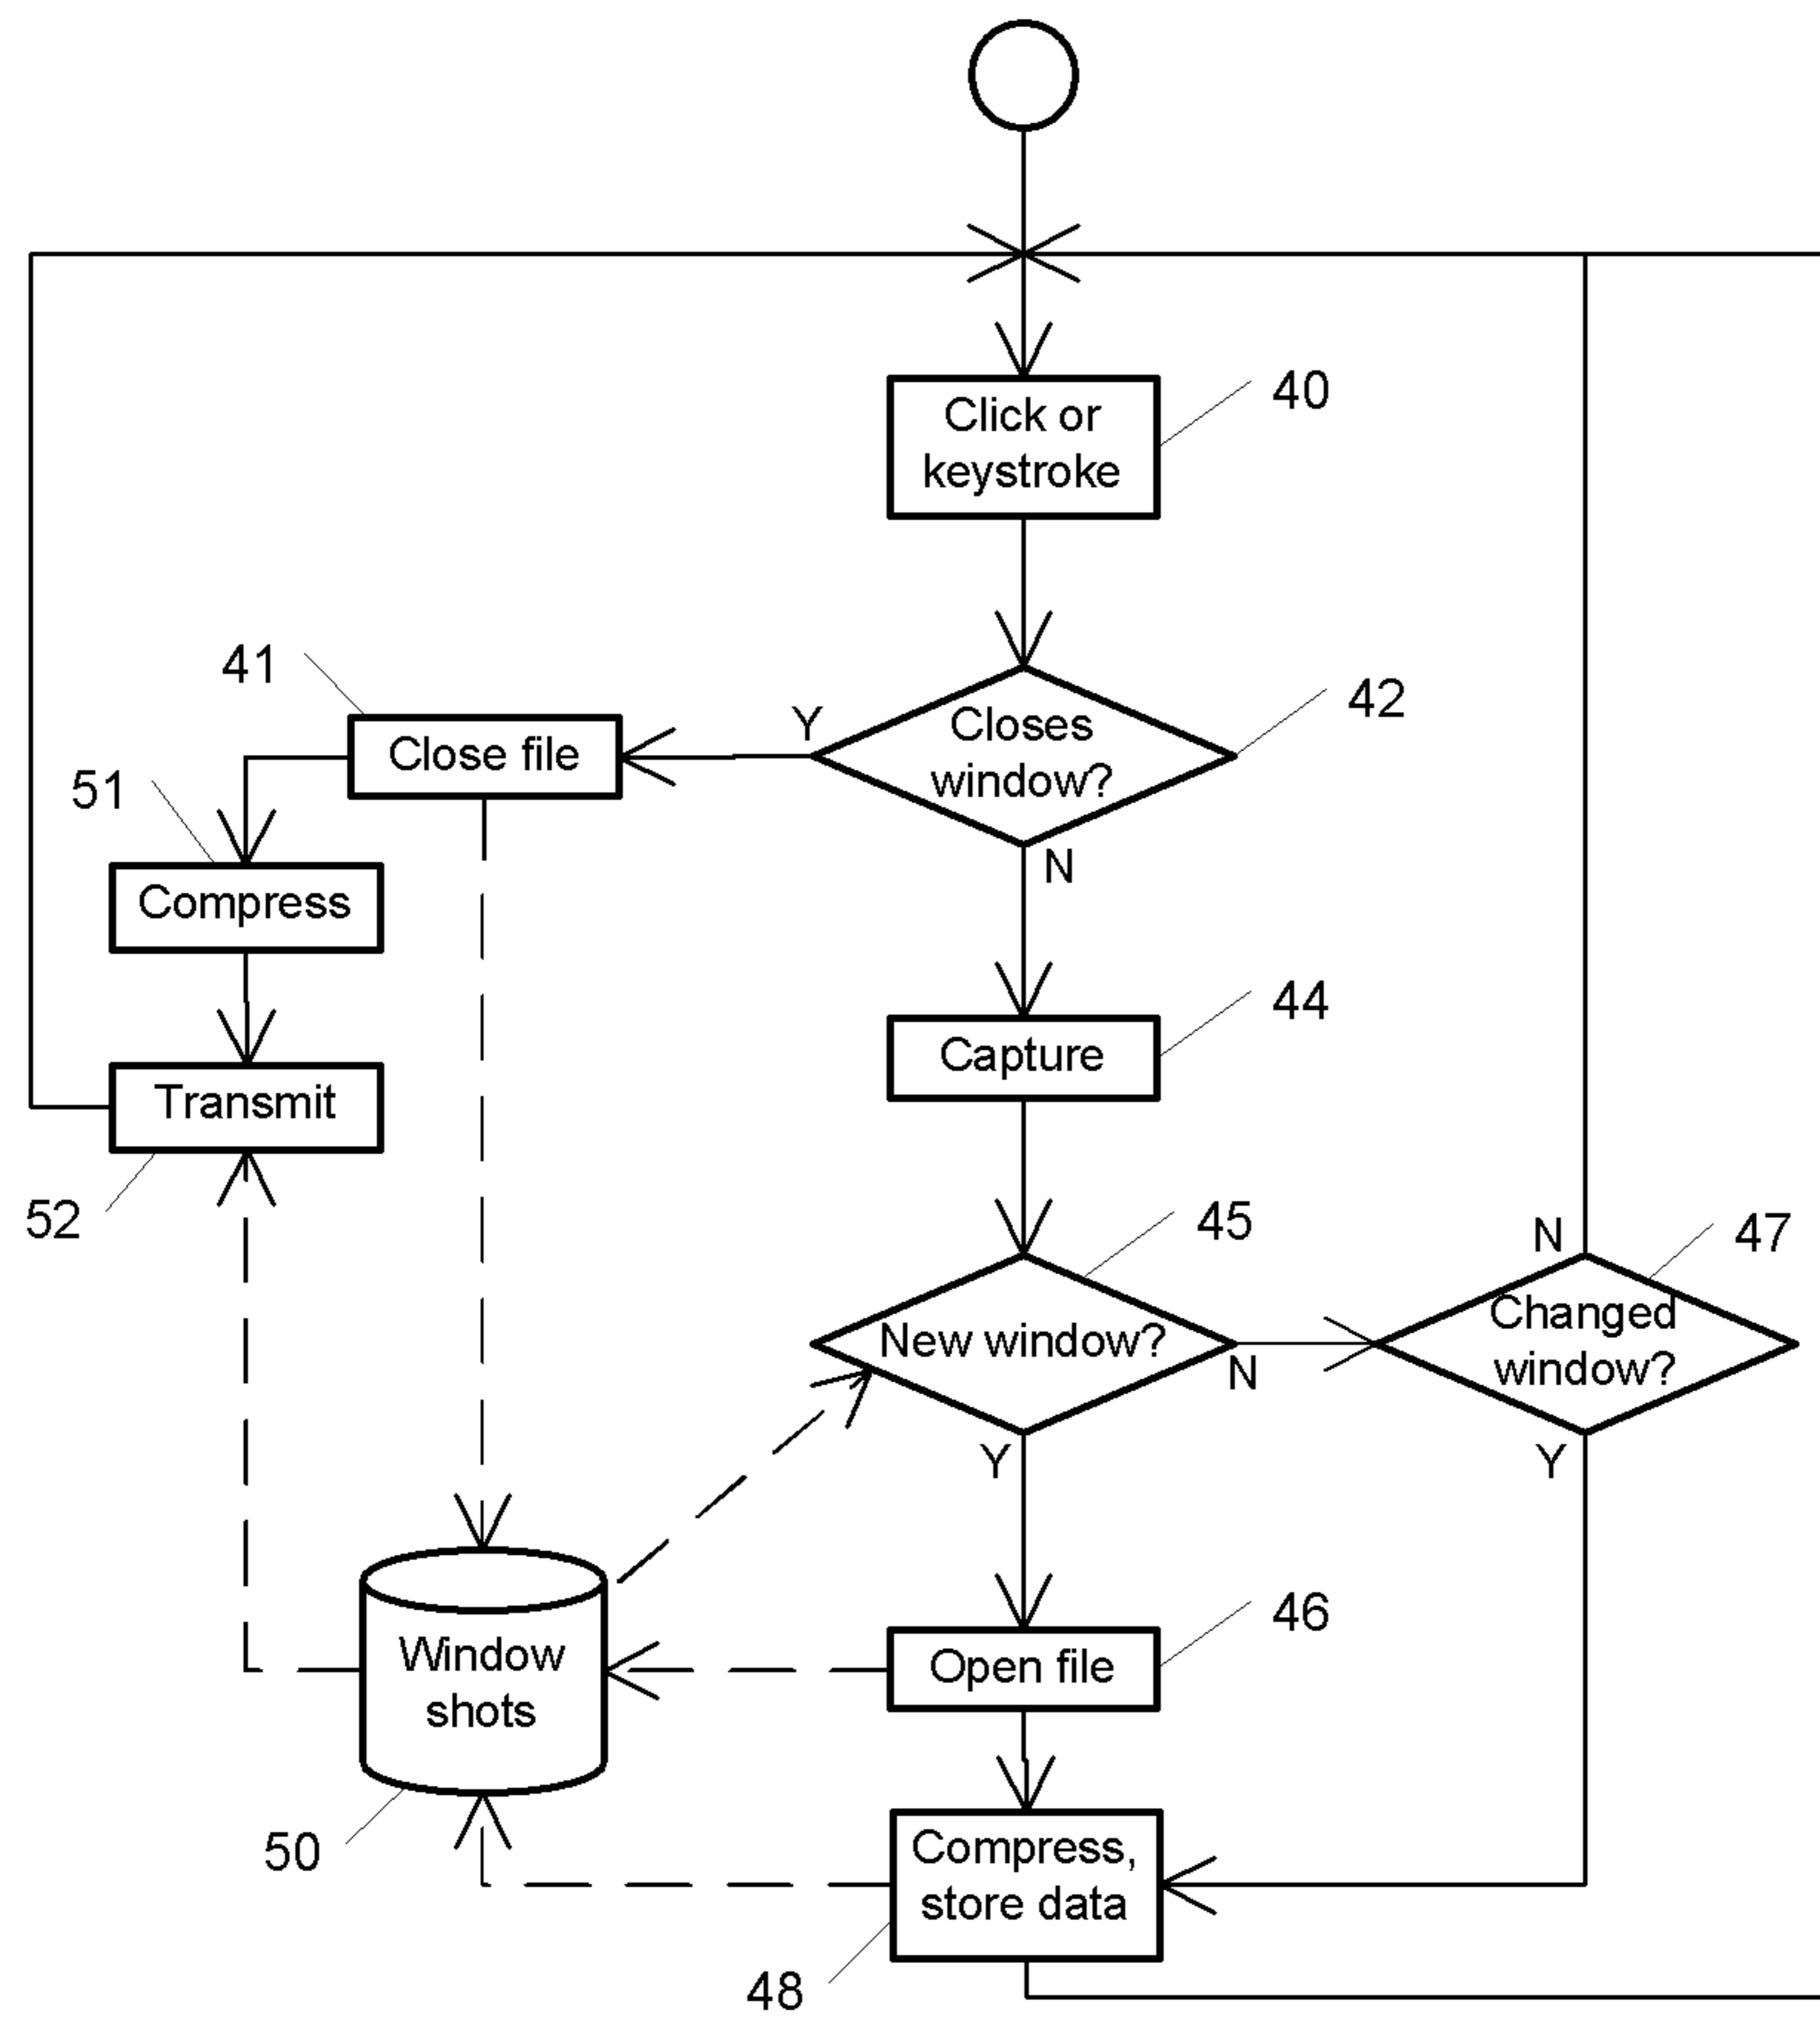 Click or
keystroke
40
41
Close file
Y
Closes
window?
42
N
51
Compress
Capture
44
Transmit
52
45
New window?
N
N
47
Changed
window?
Y
Y
Window
shots
50
Open file
46
Compress,
store data
48